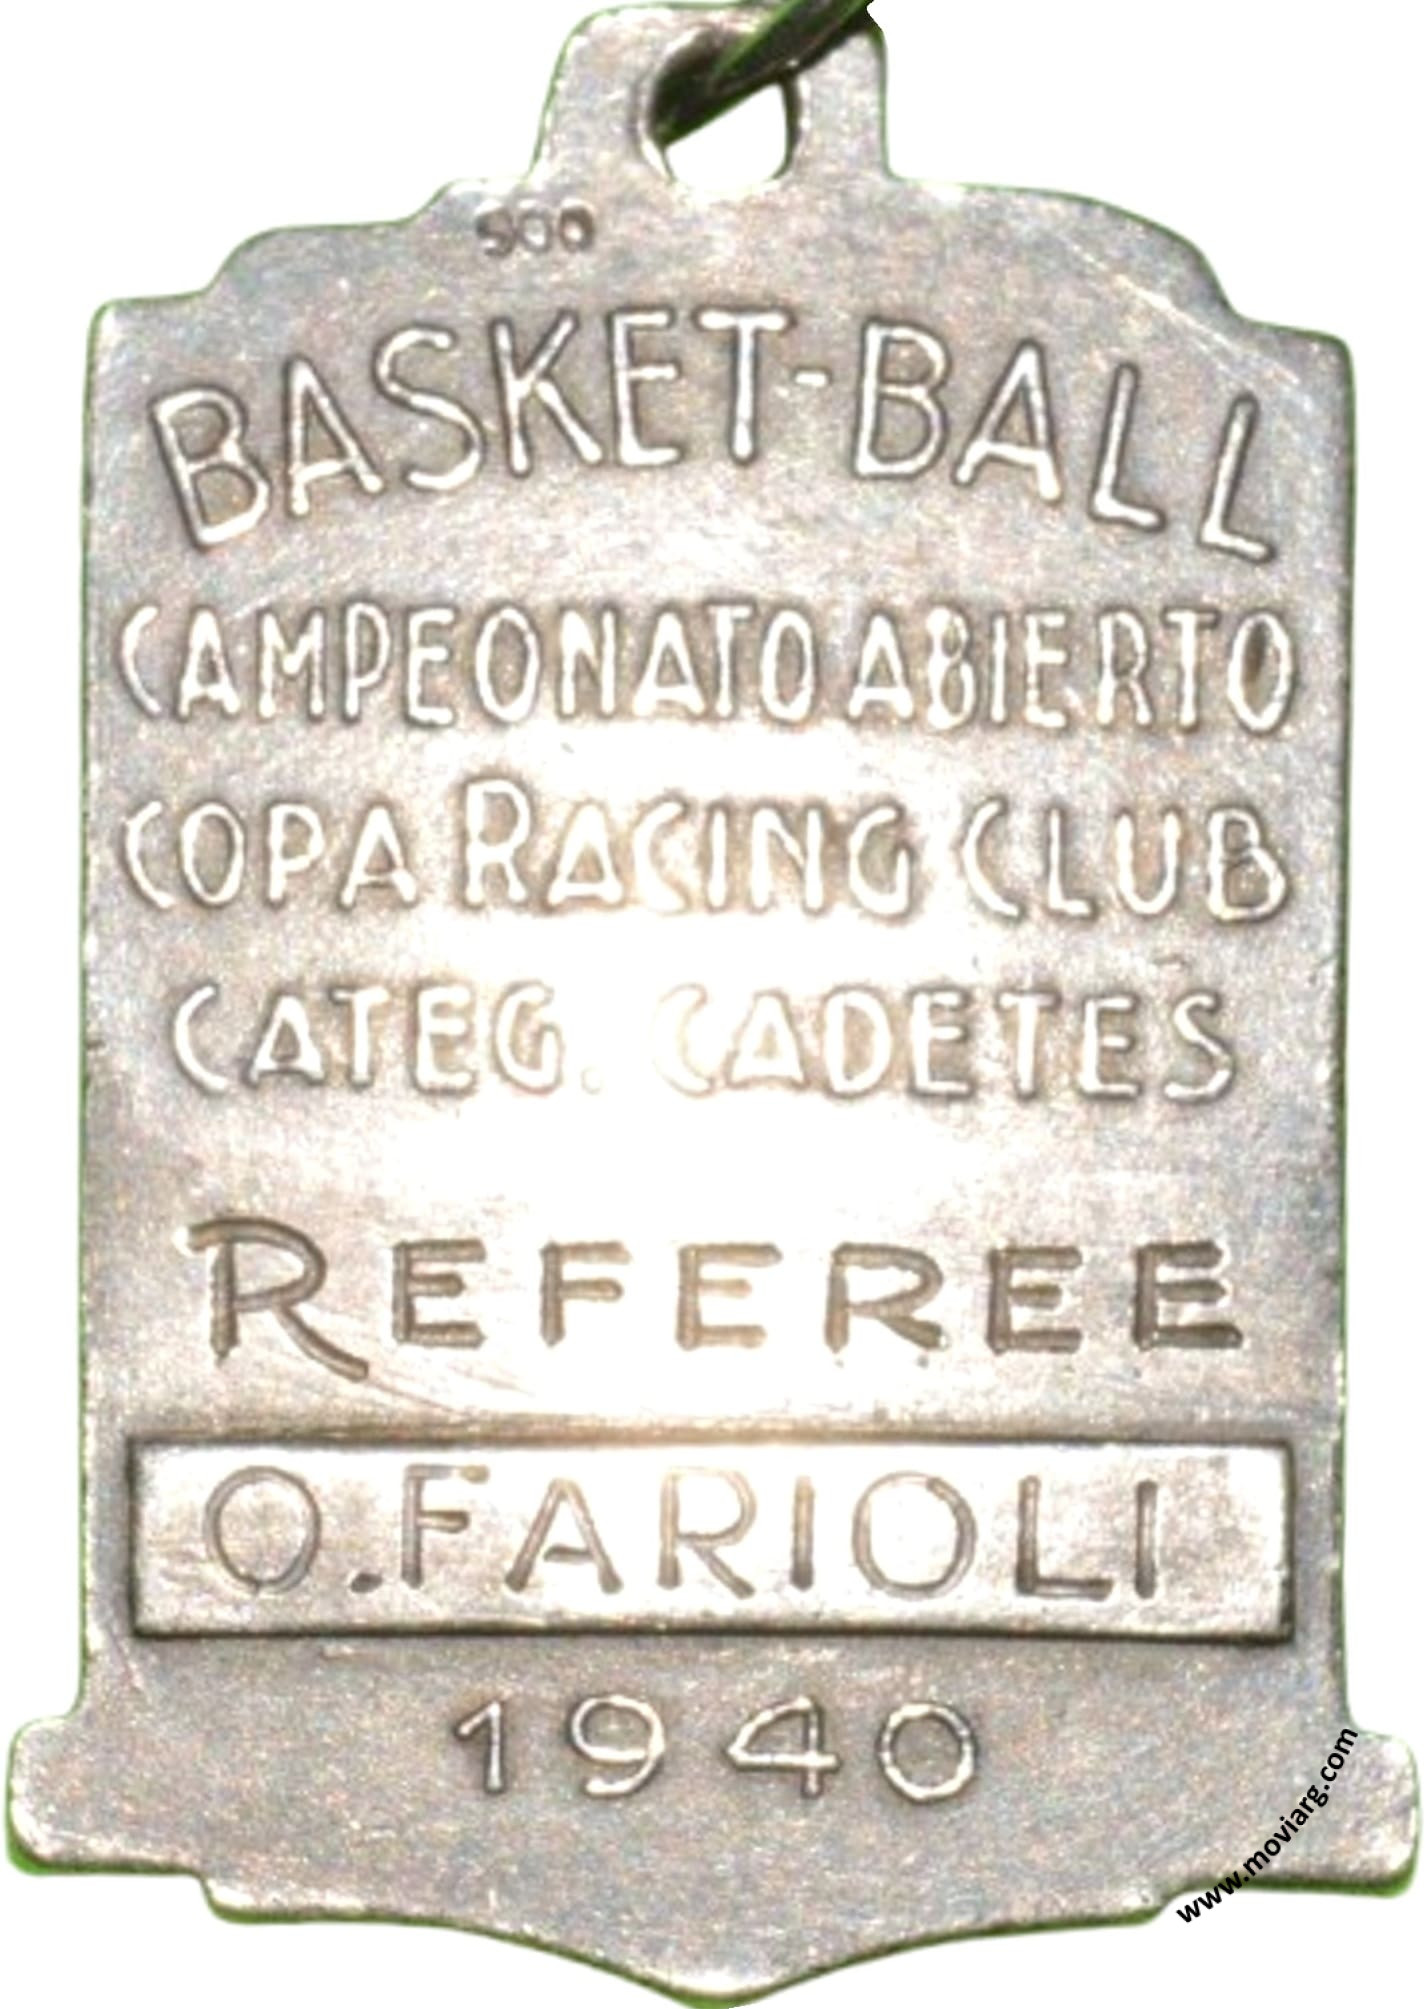 900
BASKET-BALL
CAMPEONATO ABIERTO
COPA RACING CLUB
CATEG. CADETES
REFEREE
O. FARIOLI
1940
www.moviarg.com